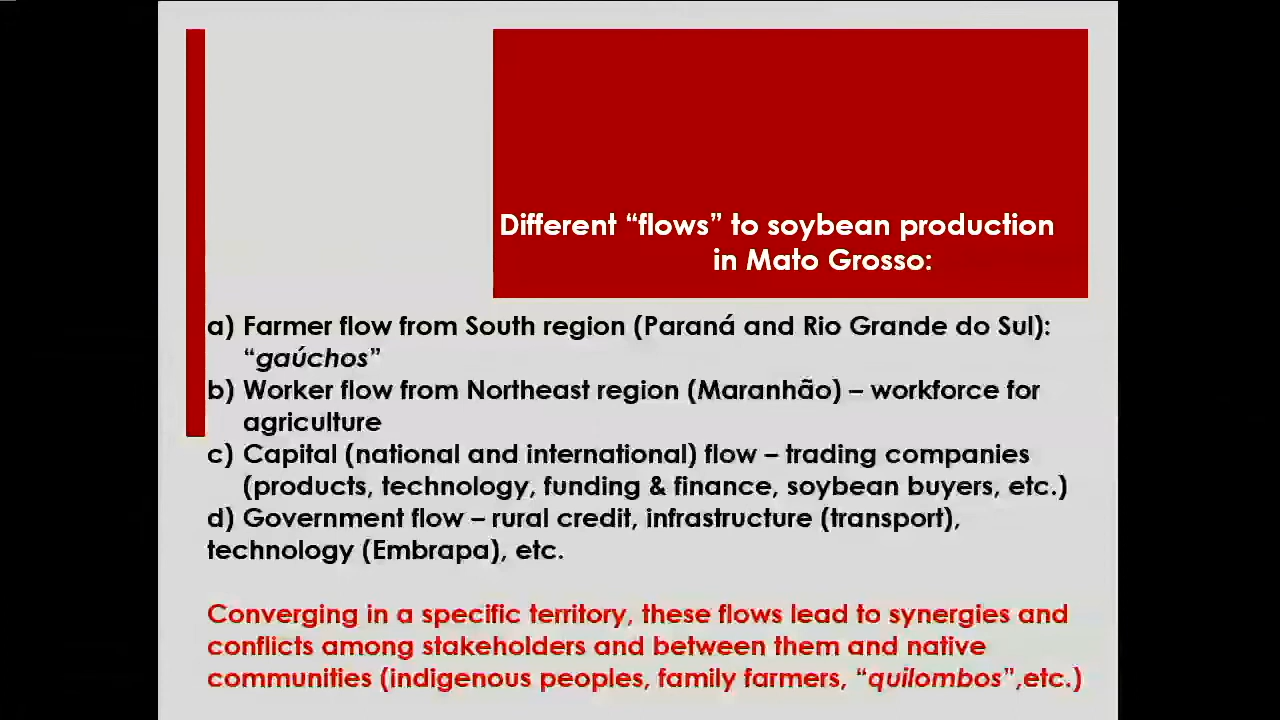 Different “flows” to soybean production
in Mato Grosso:
a) Farmer flow from South region (Paraná and Rio Grande do Sul):
“gaúchos”
b) Worker flow from Northeast region (Maranhão) – workforce for
agriculture
c) Capital (national and international) flow – trading companies
(products, technology, funding & finance, soybean buyers, etc.)
d) Government flow – rural credit, infrastructure (transport),
technology (Embrapa), etc.
Converging in a specific territory, these flows lead to synergies and
conflicts among stakeholders and between them and native
communities (indigenous peoples, family farmers, “quilombos”,etc.)